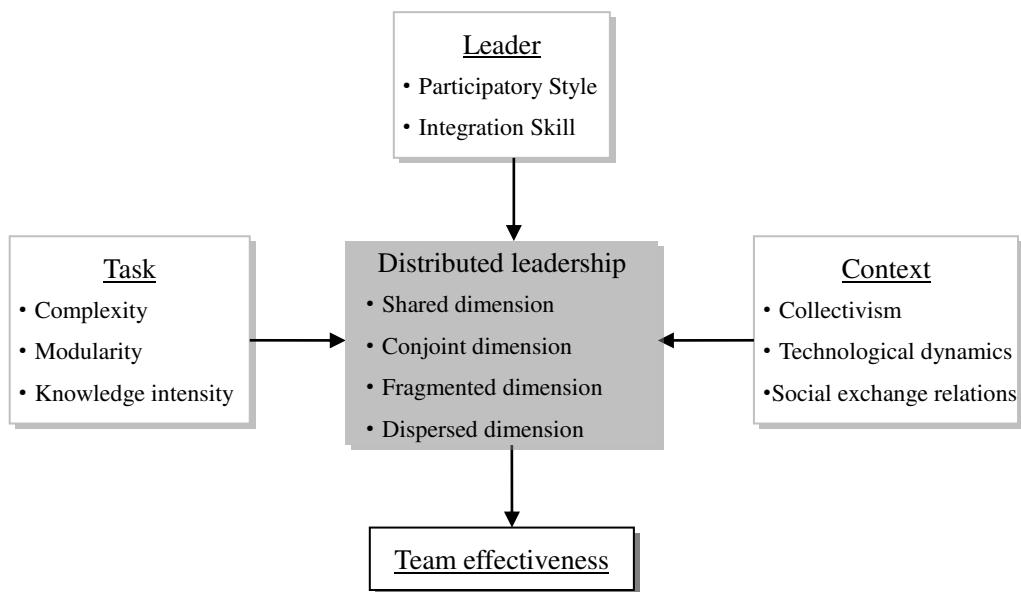 Leader
・Participatory Style
・Integration Skill
Task
・Complexity
・Modularity
・Knowledge intensity
Distributed leadership
・Shared dimension
・Conjoint dimension
・Fragmented dimension
・Dispersed dimension
Context
・Collectivism
・Technological dynamics
•Social exchange relations
Team effectiveness